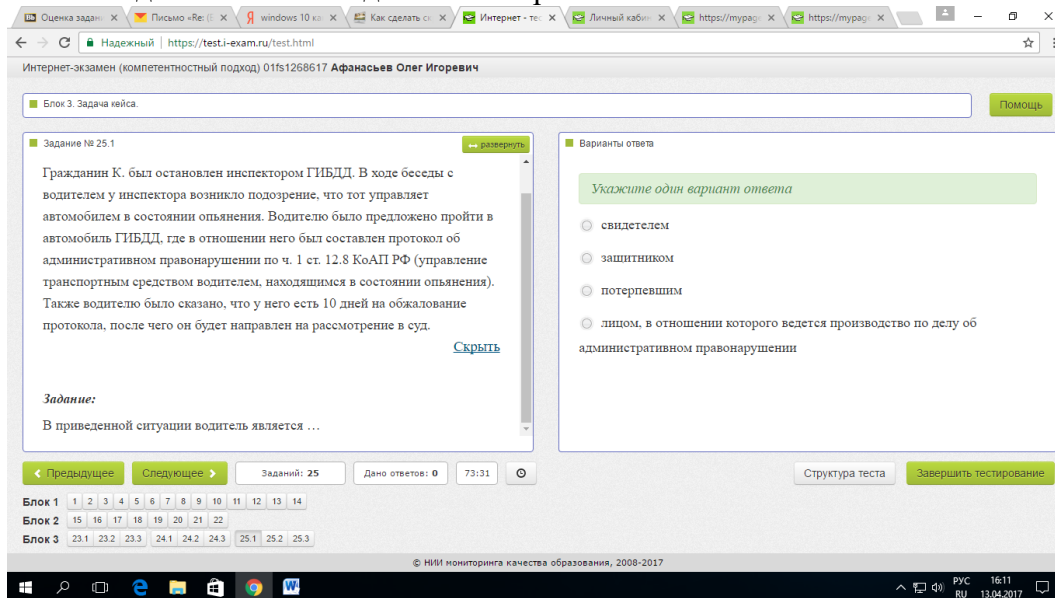 Оценка задани
Письмо «Re: (Б
windows 10 ка
Как сделать ск
Интернет - тес
Личный кабин
https://mypage
https://mypage
Надежный | https://test.i-exam.ru/test.html
Интернет-экзамен (компетентностный подход) 01fs1268617 Афанасьев Олег Игоревич
Блок 3. Задача кейса.
Помощь
Задание № 25.1
развернуть
Гражданин К. был остановлен инспектором ГИБДД. В ходе беседы с
водителем у инспектора возникло подозрение, что тот управляет
автомобилем в состоянии опьянения. Водителю было предложено пройти в
автомобиль ГИБДД, где в отношении него был составлен протокол об
административном правонарушении по ч. 1 ст. 12.8 КоАП РФ (управление
транспортным средством водителем, находящимся в состоянии опьянения).
Также водителю было сказано, что у него есть 10 дней на обжалование
протокола, после чего он будет направлен на рассмотрение в суд.
Скрыть
Задание:
В приведенной ситуации водитель является …
Варианты ответа
Укажите один вариант ответа
свидетелем
защитником
потерпевшим
лицом, в отношении которого ведется производство по делу об
административном правонарушении
Предыдущее
Следующее
Заданий: 25
Дано ответов: 0
73:31
Структура теста
Завершить тестирование
Блок 1 1 2 3 4 5 6 7 8 9 10 11 12 13 14
Блок 2 15 16 17 18 19 20 21 22
Блок 3 23.1 23.2 23.3 24.1 24.2 24.3 25.1 25.2 25.3
© НИИ мониторинга качества образования, 2008-2017
РУС
RU
16:11
13.04.2017